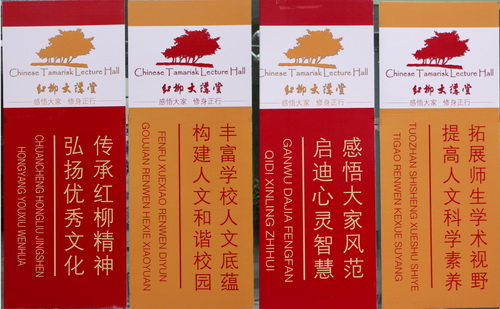 Chinese Tamarisk Lecture Hall
红柳大讲堂
感悟大家 修身正行
传承红柳精神
弘扬优秀文化
CHUANCHENG HONGLIU JINGSHEN
HONGYANG YOUXIU WENHUA
Chinese Tamarisk Lecture Hall
红柳大讲堂
感悟大家 修身正行
丰富学校人文底蕴
构建人文和谐校园
FENFU XUEXIAO RENWEN DIYUN
GOUJIAN RENWEN HEXIE XIAOYUAN
Chinese Tamarisk Lecture Hall
红柳大讲堂
感悟大家 修身正行
感悟大家风范
启迪心灵智慧
GANWU DAJIA FENGFAN
QIDI XINLING ZHIHUI
Chinese Tamarisk Lecture Hall
红柳大讲堂
感悟大家 修身正行
拓展师生学术视野
提高人文科学素养
TUOZHAN SHISHENG XUESHU SHIYE
TIGAO RENWEN KEXUE SUYANG